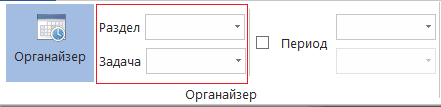 Органайзер
Раздел
Задача
Период
Органайзер